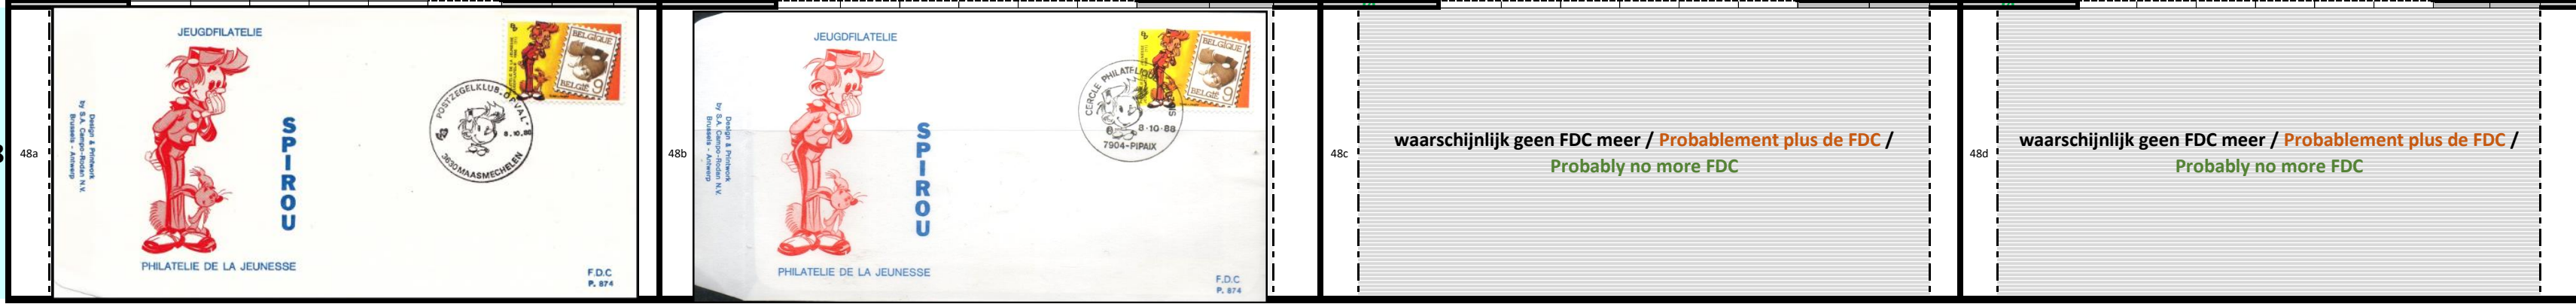 48a
JEUGDFILATELIE
by S.A. Campo-Rodan N.V.
Design & Printwork
Brussels - Antwerp
SPIROU
PHILATELIE DE LA JEUNESSE
POSTZEGELKLUB
8.10.88
3630 MAASMECHELEN
BELGIQUE
BELGIË 9
F.D.C
P. 874
48b
JEUGDFILATELIE
by S.A. Campo-Rodan N.V.
Design & Printwork
Brussels - Antwerp
SPIROU
PHILATELIE DE LA JEUNESSE
CERCLE PHILATELIQUE
8-10-88
7904-PIPAIX
BELGIQUE
BELGIË 9
F.D.C.
P. 874
48c
waarschijnlijk geen FDC meer / Probablement plus de FDC /
Probably no more FDC
48d
waarschijnlijk geen FDC meer / Probablement plus de FDC /
Probably no more FDC